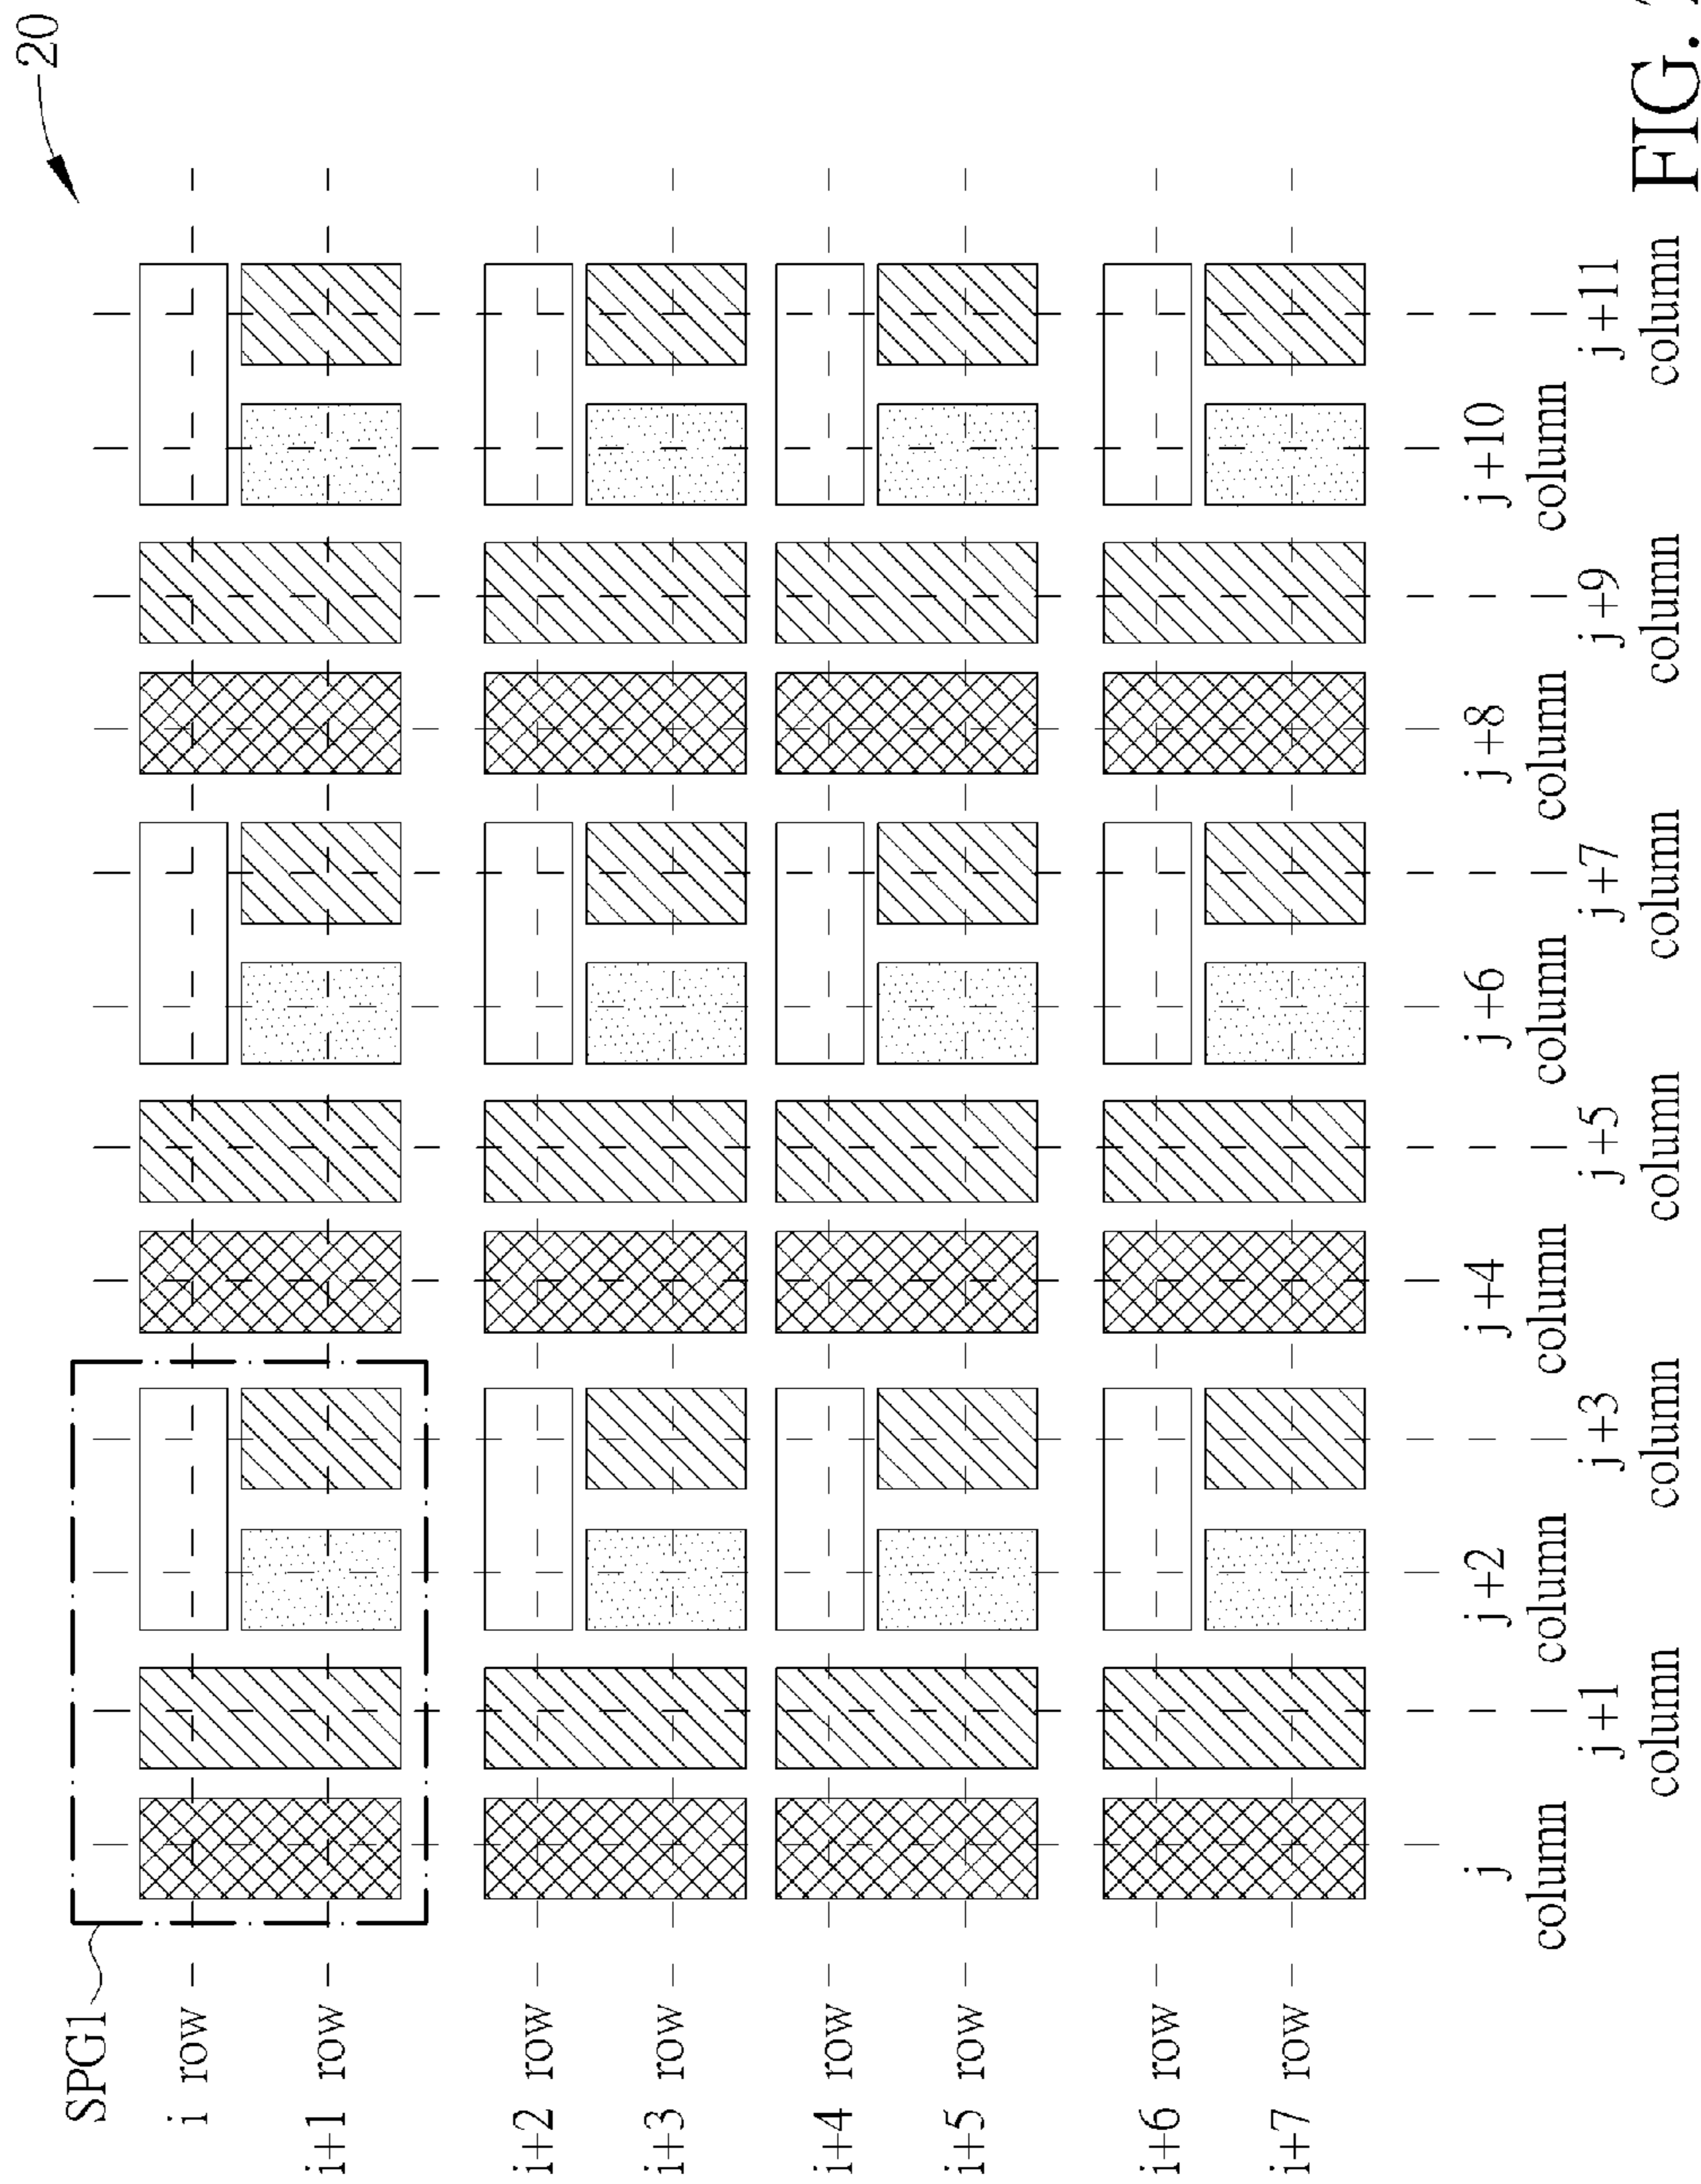 20
SPG1
i row
i+1 row
i+2 row
i+3 row
i+4 row
i+5 row
i+6 row
i+7 row
j
column
j+1
column
j+2
column
j+3
column
j+4
column
j+5
column
j+6
column
j+7
column
j+8
column
j+9
column
j+10
column
j+11
column
FIG.